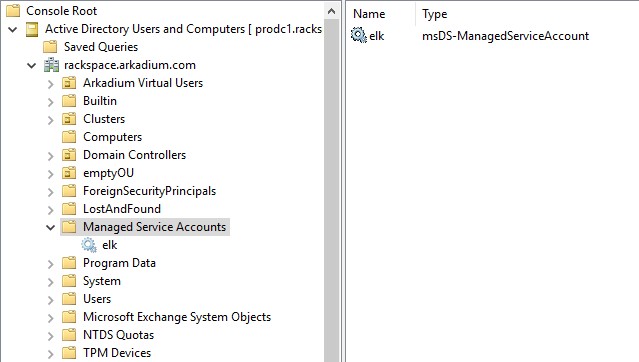 Console Root
Active Directory Users and Computers [ prodc1.racks
Saved Queries
rackspace.arkadium.com
Arkadium Virtual Users
Builtin
Clusters
Computers
Domain Controllers
emptyOU
ForeignSecurityPrincipals
LostAndFound
Managed Service Accounts
elk
Program Data
System
Users
Microsoft Exchange System Objects
NTDS Quotas
TPM Devices
Name Type
elk msDS-ManagedServiceAccount